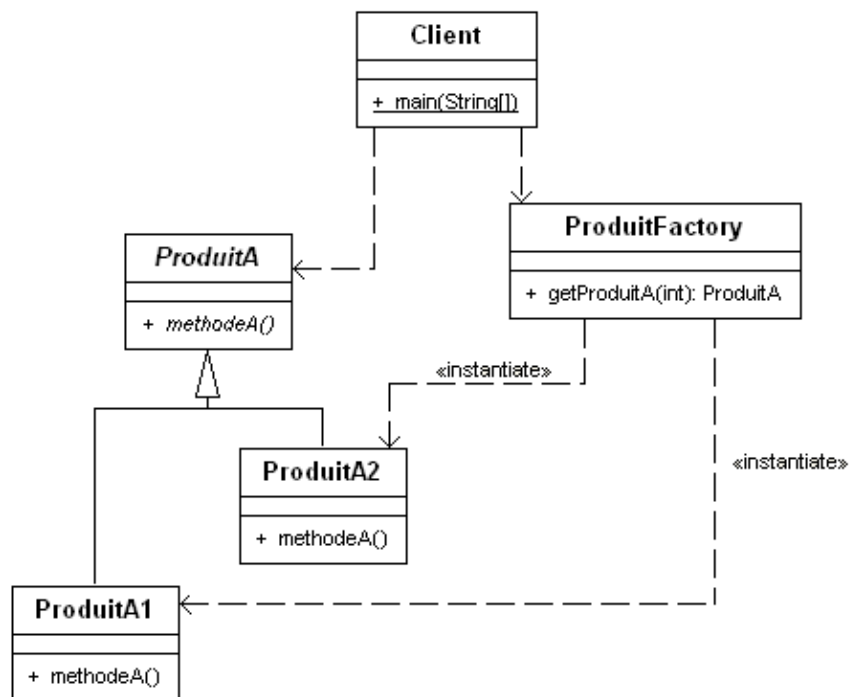 Client
+ main(String[])
ProduitFactory
+ getProduitA(int): ProduitA
ProduitA
+ methodeA()
«instantiate»
ProduitA2
+ methodeA()
«instantiate»
ProduitA1
+ methodeA()